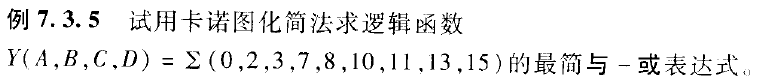 例 7.3.5 试用卡诺图化简法求逻辑函数
Y(A,B,C,D) = Σ(0,2,3,7,8,10,11,13,15)的最简与 – 或表达式。